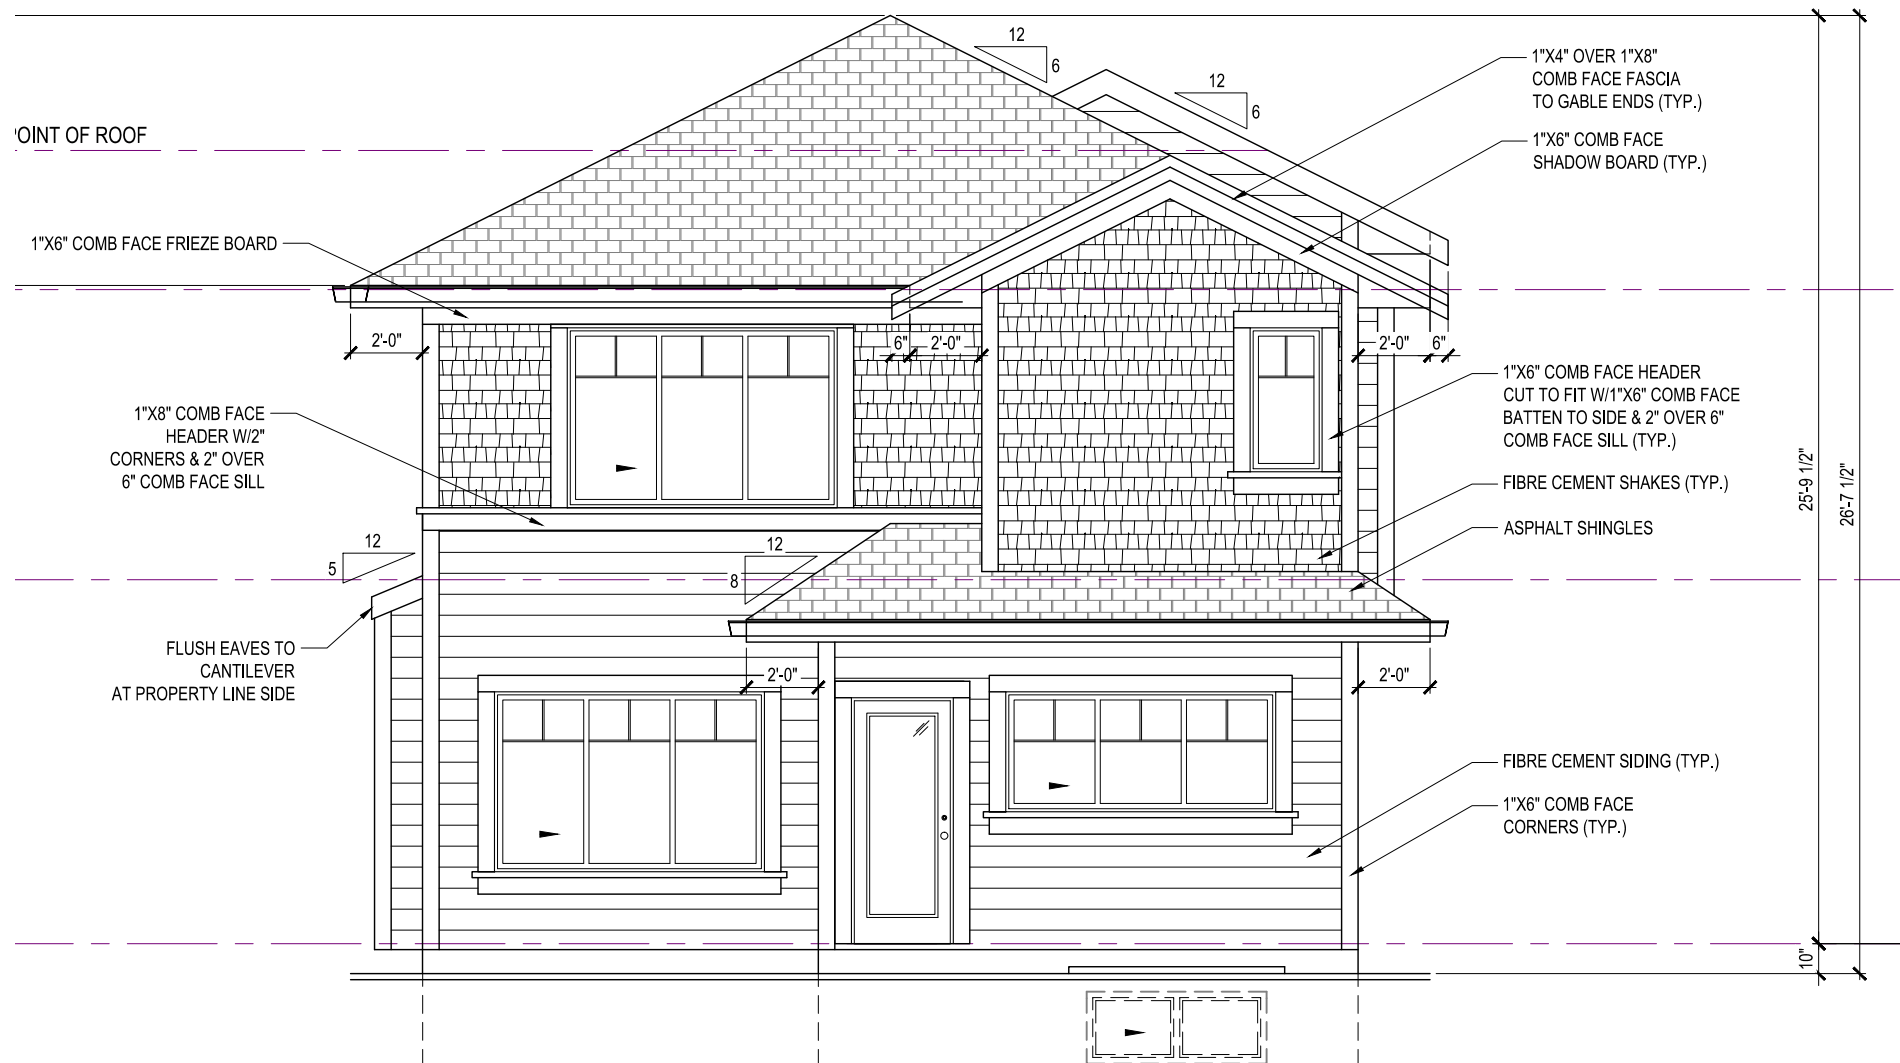 12
6
12
6
1"X4" OVER 1"X8"
COMB FACE FASCIA
TO GABLE ENDS (TYP.)
POINT OF ROOF
1"X6" COMB FACE
SHADOW BOARD (TYP.)
1"X6" COMB FACE FRIEZE BOARD
2'-0"
6"
2'-0"
2'-0"
6"
1"X6" COMB FACE HEADER
CUT TO FIT W/1"X6" COMB FACE
BATTEN TO SIDE & 2" OVER 6"
COMB FACE SILL (TYP.)
1"X8" COMB FACE
HEADER W/2"
CORNERS & 2" OVER
6" COMB FACE SILL
FIBRE CEMENT SHAKES (TYP.)
25'-9 1/2"
26'-7 1/2"
ASPHALT SHINGLES
12
5
12
8
FLUSH EAVES TO
CANTILEVER
AT PROPERTY LINE SIDE
2'-0"
2'-0"
FIBRE CEMENT SIDING (TYP.)
1"X6" COMB FACE
CORNERS (TYP.)
10"